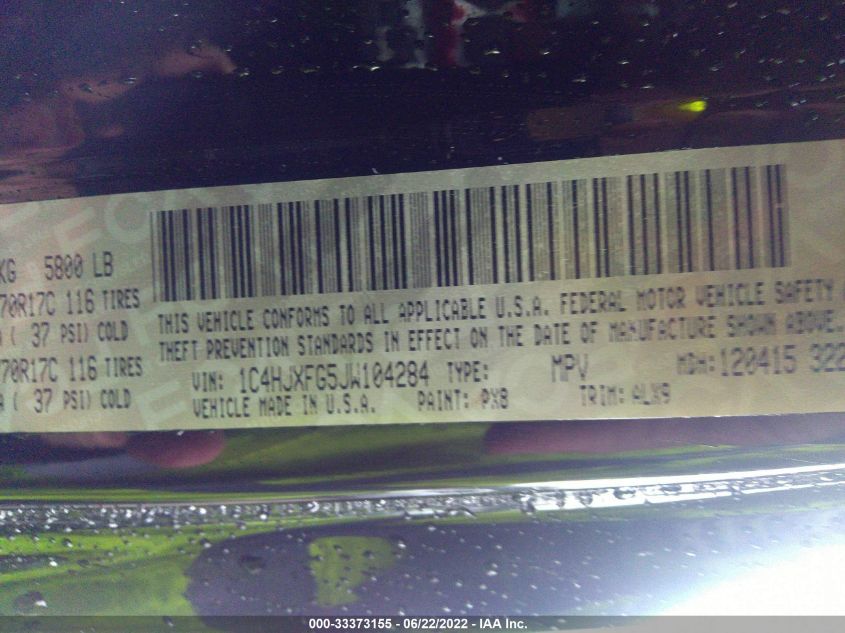 KG 5800 LB
70R17C 116 TIRES
( 37 PSI) COLD
70R17C 116 TIRES
( 37 PSI) COLD
THIS VEHICLE CONFORMS TO ALL APPLICABLE U.S.A. FEDERAL MOTOR VEHICLE SAFETY
THEFT PREVENTION STANDARDS IN EFFECT ON THE DATE OF MANUFACTURE SHOWN ABOVE.
VIN: 1C4HJXFG5JW104284 TYPE: MPV MDH: 120415 322
VEHICLE MADE IN U.S.A. PAINT: PX8 TRIM: ALX9
000-33373155 - 06/22/2022 - IAA Inc.